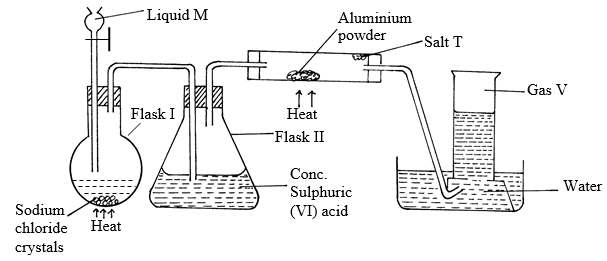 Liquid M
Aluminium
powder
Salt T
Gas V
Flask I
Heat
Flask II
Conc.
Sulphuric
(VI) acid
Water
Sodium
chloride
crystals
Heat